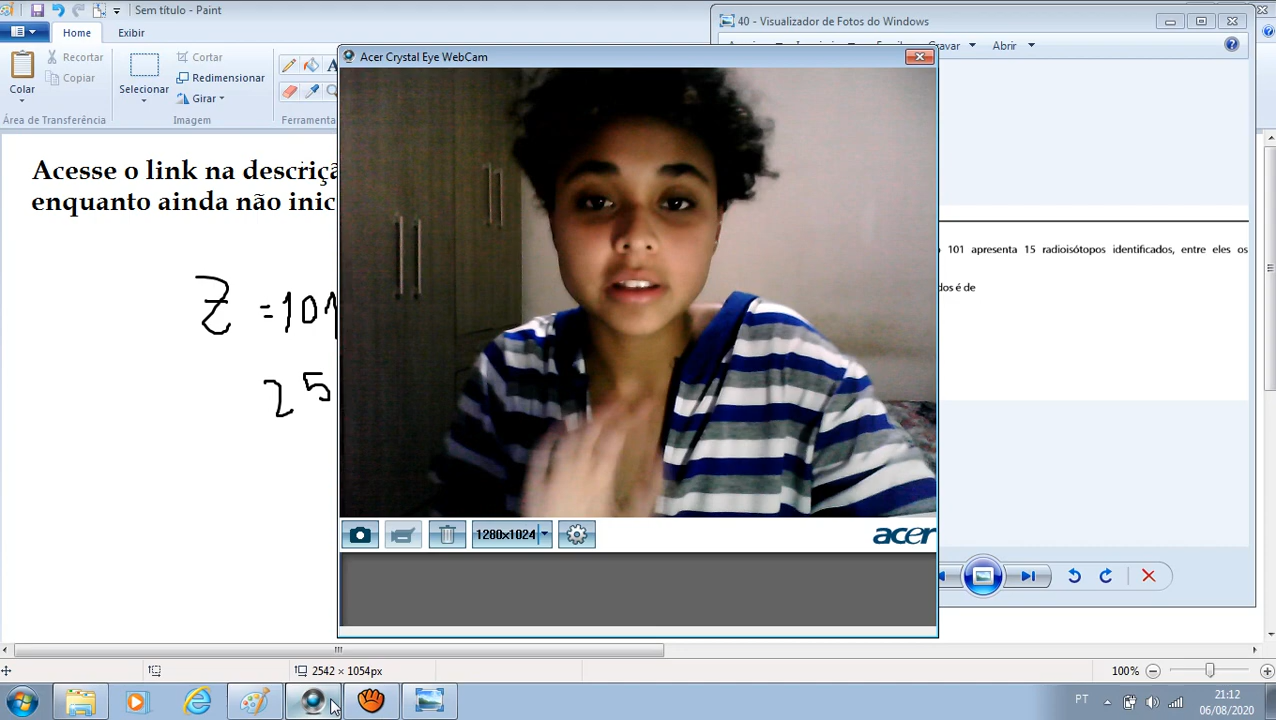 Sem título - Paint
Home
Exibir
Colar
Recortar
Copiar
Área de Transferência
Selecionar
Cortar
Redimensionar
Girar
Imagem
A
Ferramenta
40 - Visualizador de Fotos do Windows
Gravar
Abrir
Acer Crystal Eye WebCam
Acesse o link na descriçã
enquanto ainda não inic
Z = 101
25
101 apresenta 15 radioisótopos identificados, entre eles os
dos é de
1280x1024
acer
2542 × 1054px
100%
PT
21:12
06/08/2020